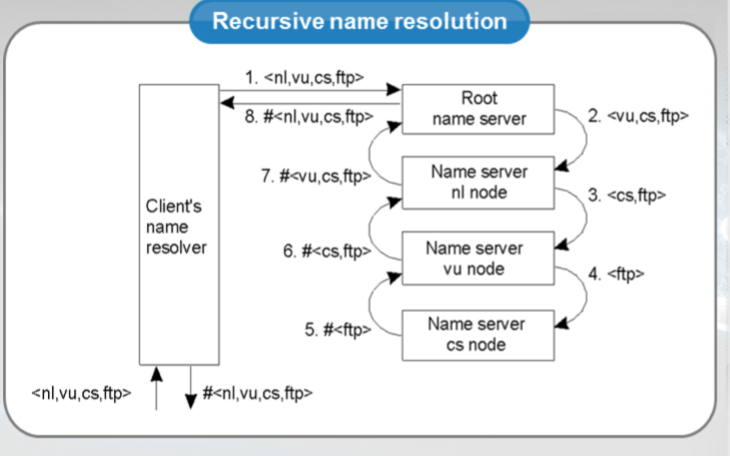 Recursive name resolution
1. <nl,vu,cs,ftp>
Root
name server
8. #<nl,vu,cs,ftp>
2. <vu,cs,ftp>
7. #<vu,cs,ftp>
Name server
nl node
3. <cs,ftp>
Client's
name
resolver
6. #<cs,ftp>
Name server
vu node
4. <ftp>
5. #<ftp>
Name server
cs node
<nl,vu,cs,ftp>
#<nl,vu,cs,ftp>